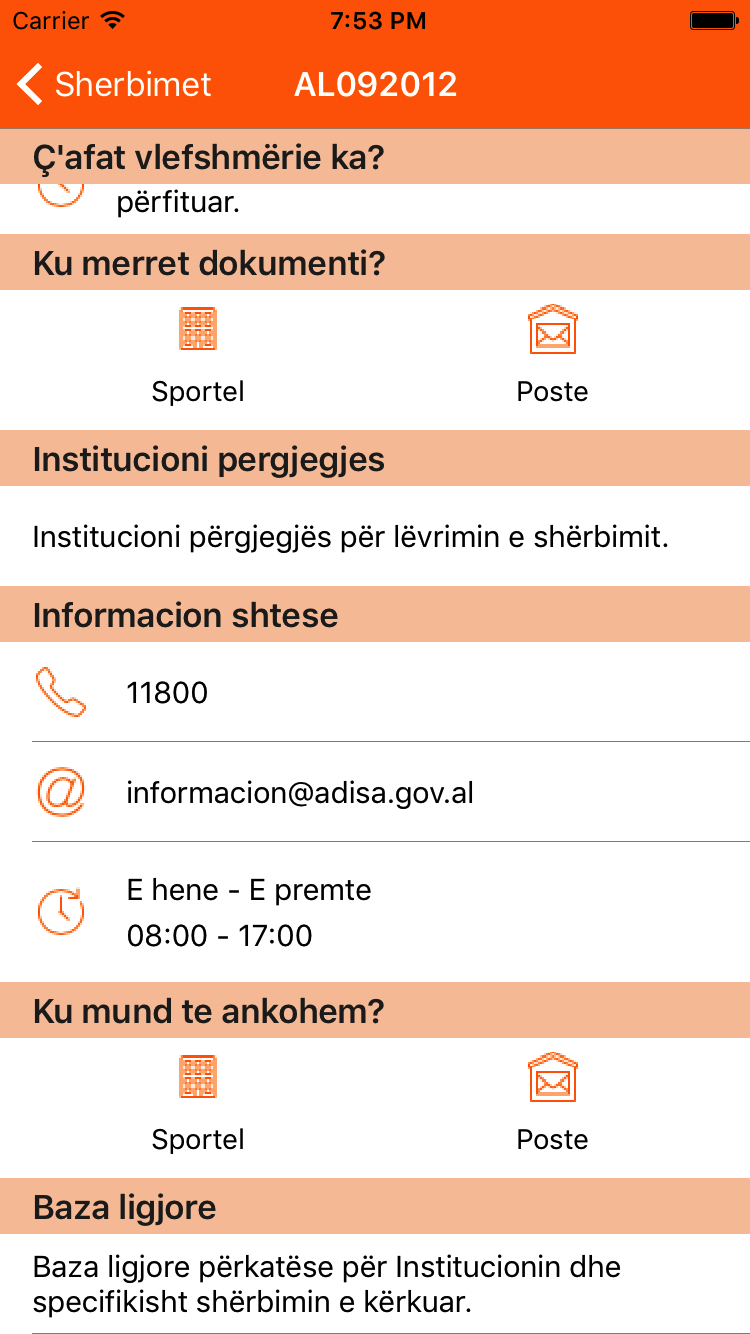 Carrier 7:53 PM
Sherbimet AL092012
Ç'afat vlefshmërie ka?
përfituar.
Ku merret dokumenti?
Sportel Poste
Institucioni pergjegjes
Institucioni përgjegjës për lëvrimin e shërbimit.
Informacion shtese
11800
informacion@adisa.gov.al
E hene - E premte
08:00 - 17:00
Ku mund te ankohem?
Sportel Poste
Baza ligjore
Baza ligjore përkatëse për Institucionin dhe
specifikisht shërbimin e kërkuar.